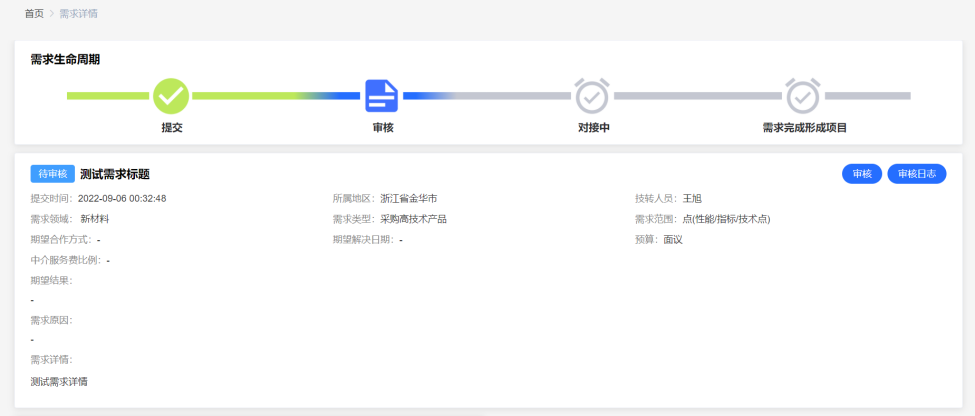 首页 > 需求详情
需求生命周期
提交 审核 对接中 需求完成形成项目
待审核 测试需求标题 审核 审核日志
提交时间：2022-09-06 00:32:48 所属地区：浙江省金华市 技转人员：王旭
需求领域：新材料 需求类型：采购高技术产品 需求范围：点(性能/指标/技术点)
期望合作方式：- 期望解决日期：- 预算：面议
中介服务费比例：-
期望结果：
-
需求原因：
-
需求详情：
测试需求详情